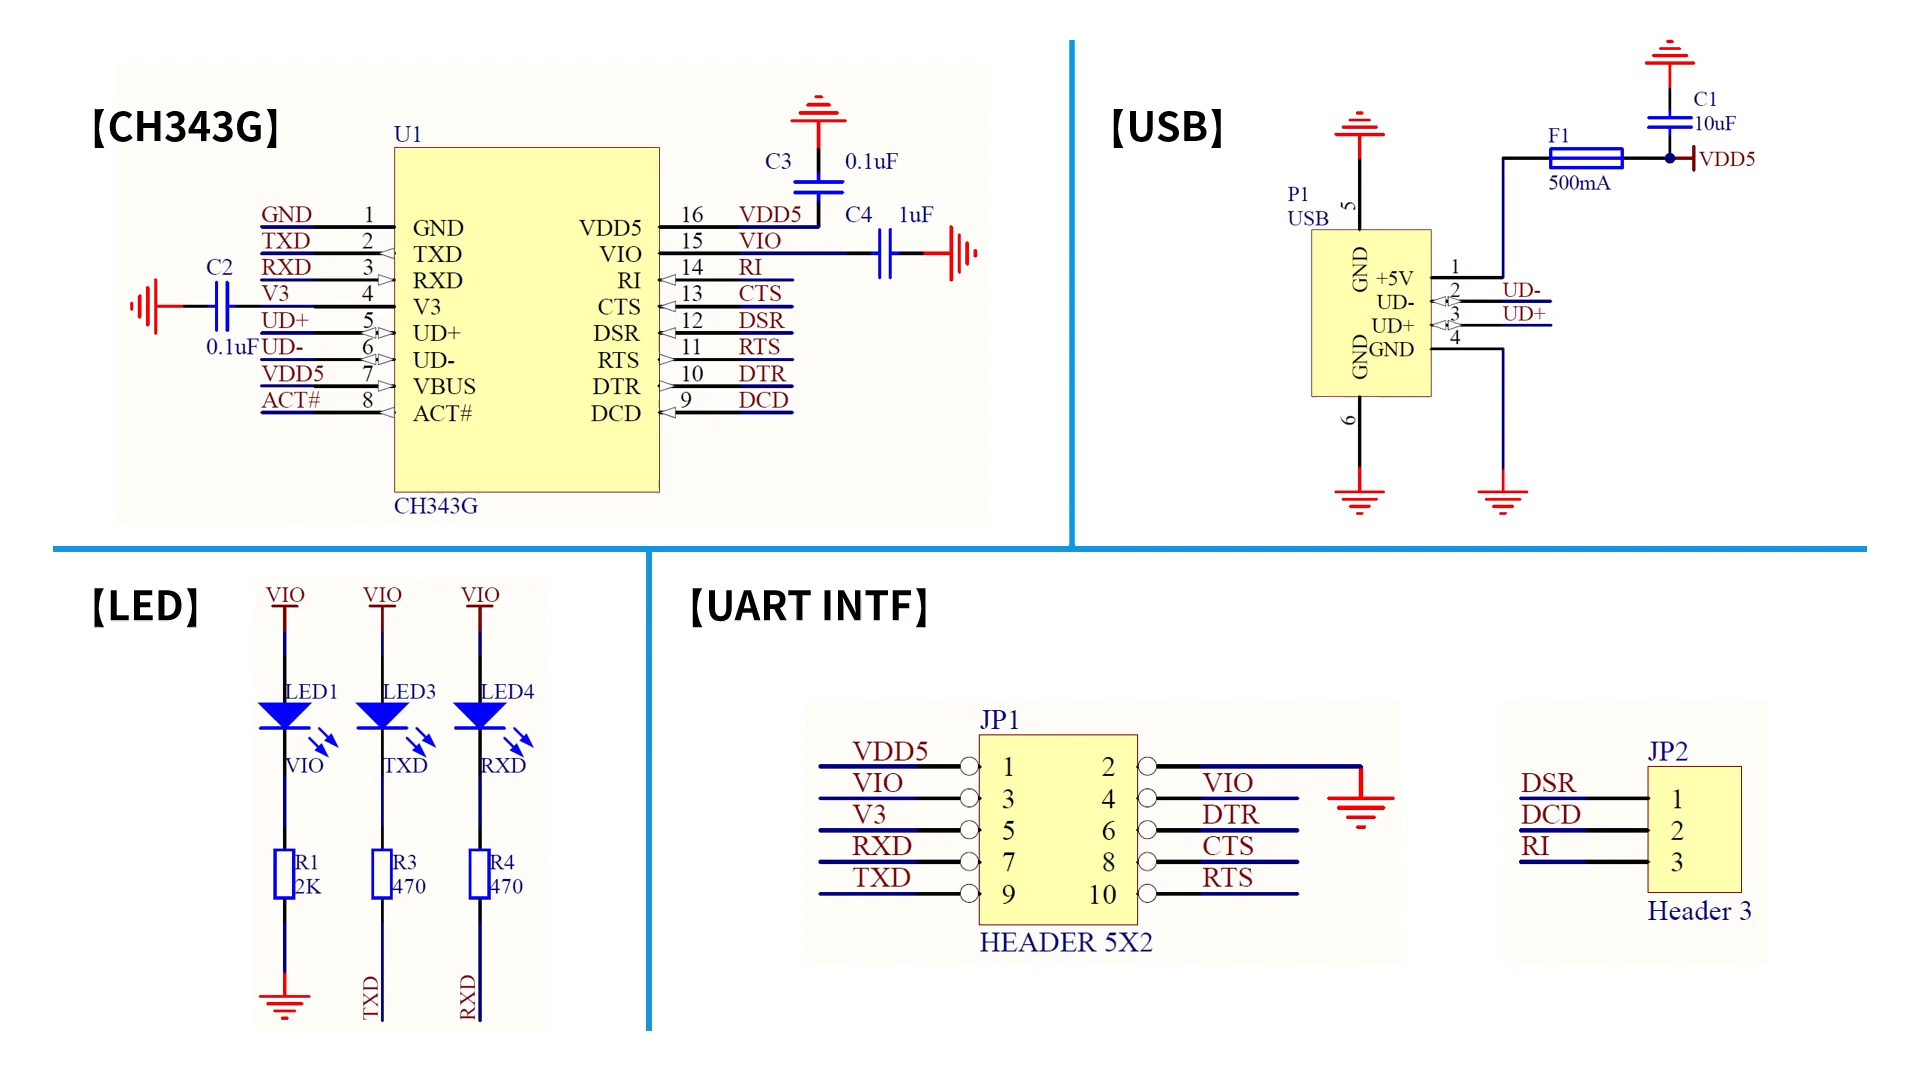 【CH343G】
U1
C3 0.1uF
C4 1uF
GND 1 GND
TXD 2 TXD
RXD 3 RXD
V3 4 V3
UD+ 5 UD+
UD- 6 UD-
VDD5 7 VBUS
ACT# 8 ACT#
C2
0.1uF
VDD5 16 VDD5
VIO 15 VIO
RI 14 RI
CTS 13 CTS
DSR 12 DSR
RTS 11 RTS
DTR 10 DTR
DCD 9 DCD
CH343G
【USB】
C1
10uF
F1
500mA
VDD5
P1
USB
5
GND
+5V 1
UD- 2 UD-
UD+ 3 UD+
GND 4
GND
6
【LED】
VIO VIO VIO
LED1 LED3 LED4
VIO TXD RXD
R1 R3 R4
2K 470 470
TXD RXD
【UART INTF】
JP1
VDD5 1 2
VIO 3 4 VIO
V3 5 6 DTR
RXD 7 8 CTS
TXD 9 10 RTS
HEADER 5X2
JP2
DSR 1
DCD 2
RI 3
Header 3